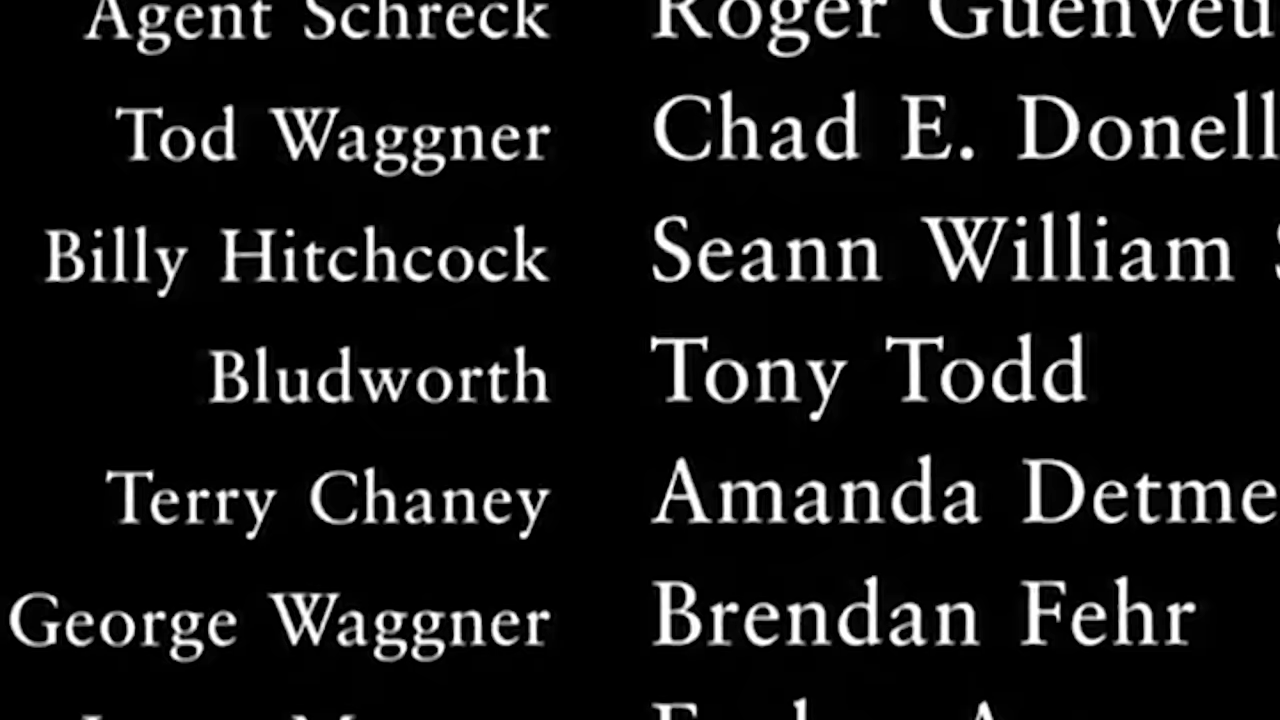 Agent Schreck Roger Guenveu
Tod Waggner Chad E. Donell
Billy Hitchcock Seann William
Bludworth Tony Todd
Terry Chaney Amanda Detme
George Waggner Brendan Fehr